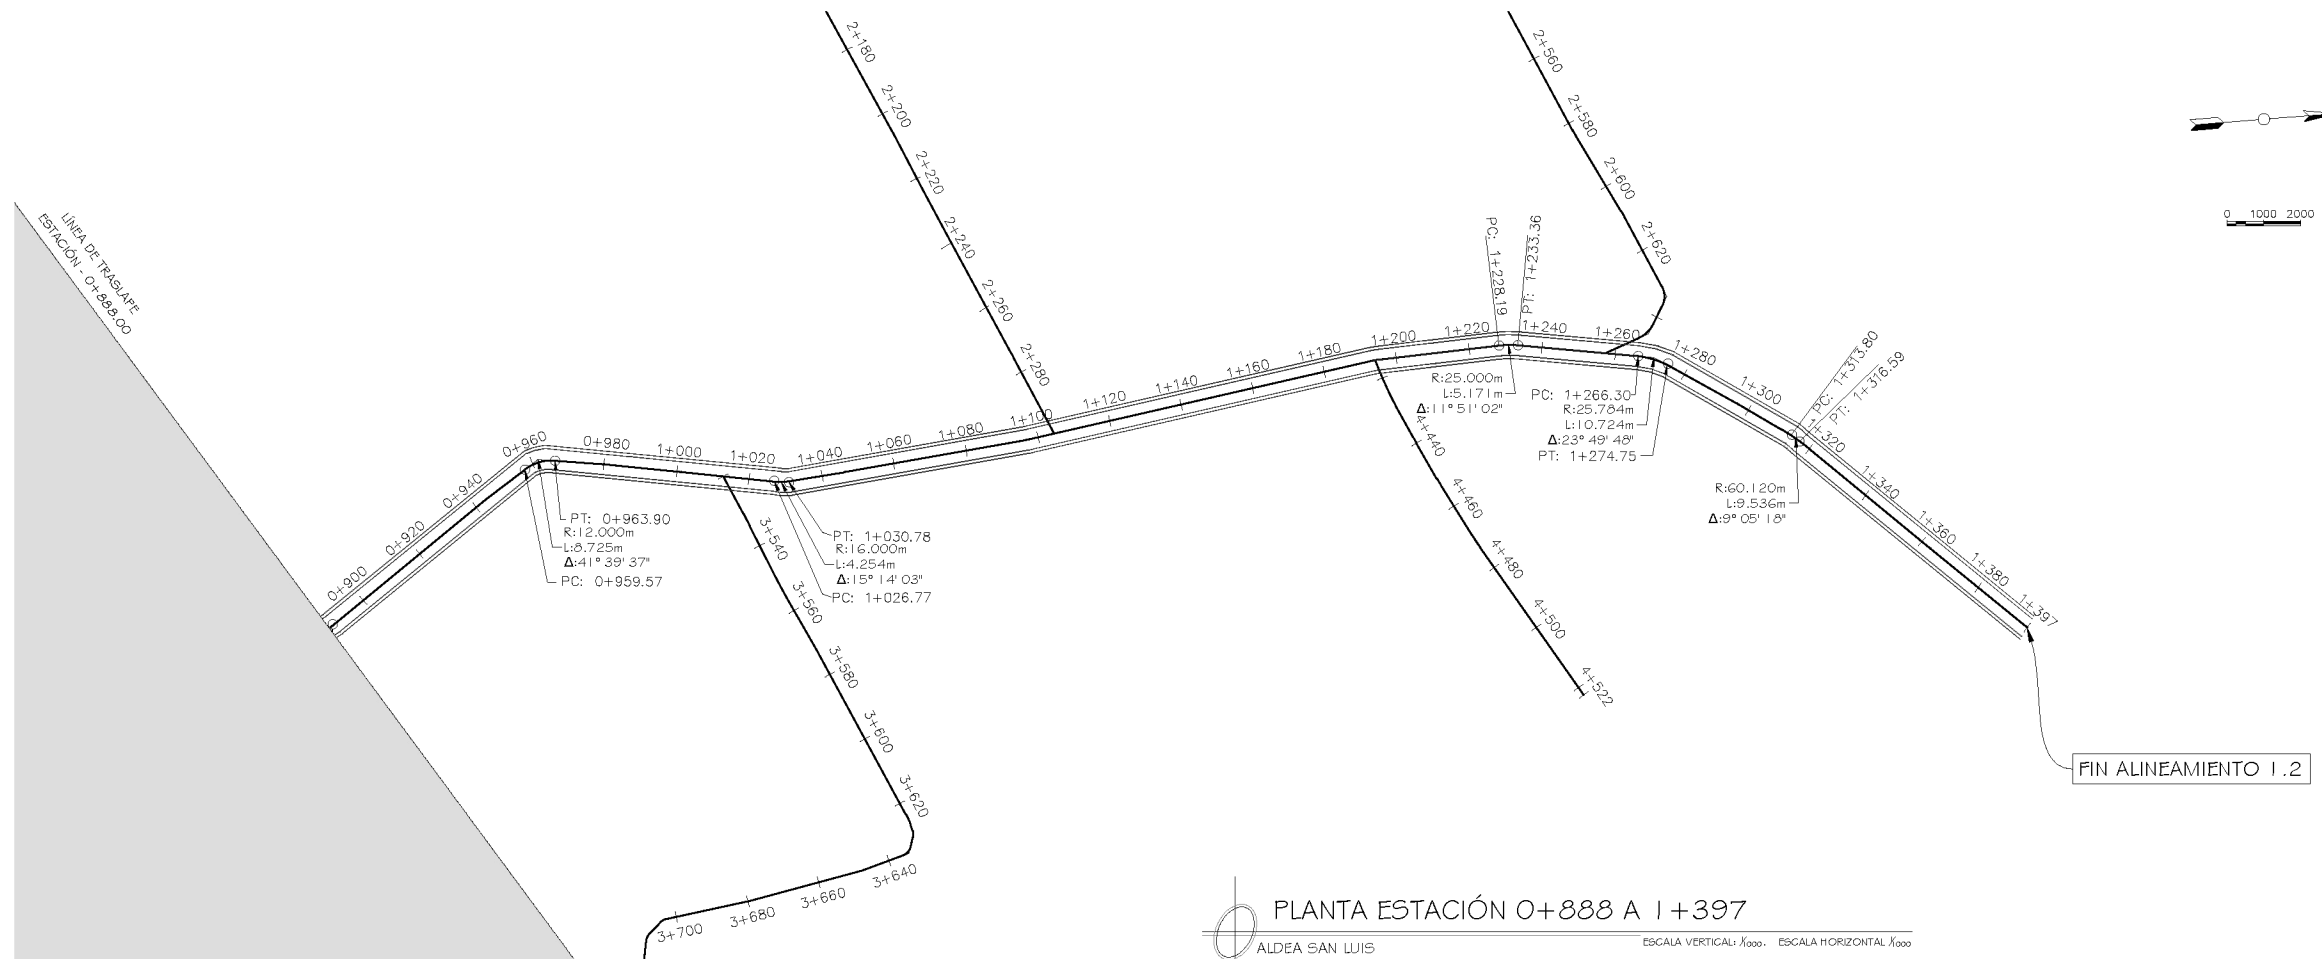 2+180
2+200
2+220
2+240
2+260
2+280
2+560
2+580
2+600
2+620
0 1000 2000
LÍNEA DE TRASLAPE
ESTACIÓN - 0+888.00
0+900
0+920
0+940
0+960
0+980
1+000
1+020
1+040
1+060
1+080
1+100
1+120
1+140
1+160
1+180
1+200
1+220
1+240
1+260
1+280
1+300
1+320
1+340
1+360
1+380
1+397
PT: 0+963.90
R:12.000m
L:8.725m
Δ:41° 39' 37"
PC: 0+959.57
PT: 1+030.78
R:16.000m
L:4.254m
Δ:15° 14' 03"
PC: 1+026.77
PC: 1+228.19
PT: 1+233.36
R:25.000m
L:5.171m
Δ:11° 51' 02"
PC: 1+266.30
R:25.784m
L:10.724m
Δ:23° 49' 48"
PT: 1+274.75
PC: 1+313.80
PT: 1+316.59
R:60.120m
L:9.536m
Δ:9° 05' 18"
3+540
3+560
3+580
3+600
3+620
3+640
3+660
3+680
3+700
4+440
4+460
4+480
4+500
4+522
FIN ALINEAMIENTO 1.2
PLANTA ESTACIÓN 0+888 A 1+397
ALDEA SAN LUIS
ESCALA VERTICAL: 1/1000. ESCALA HORIZONTAL 1/1000